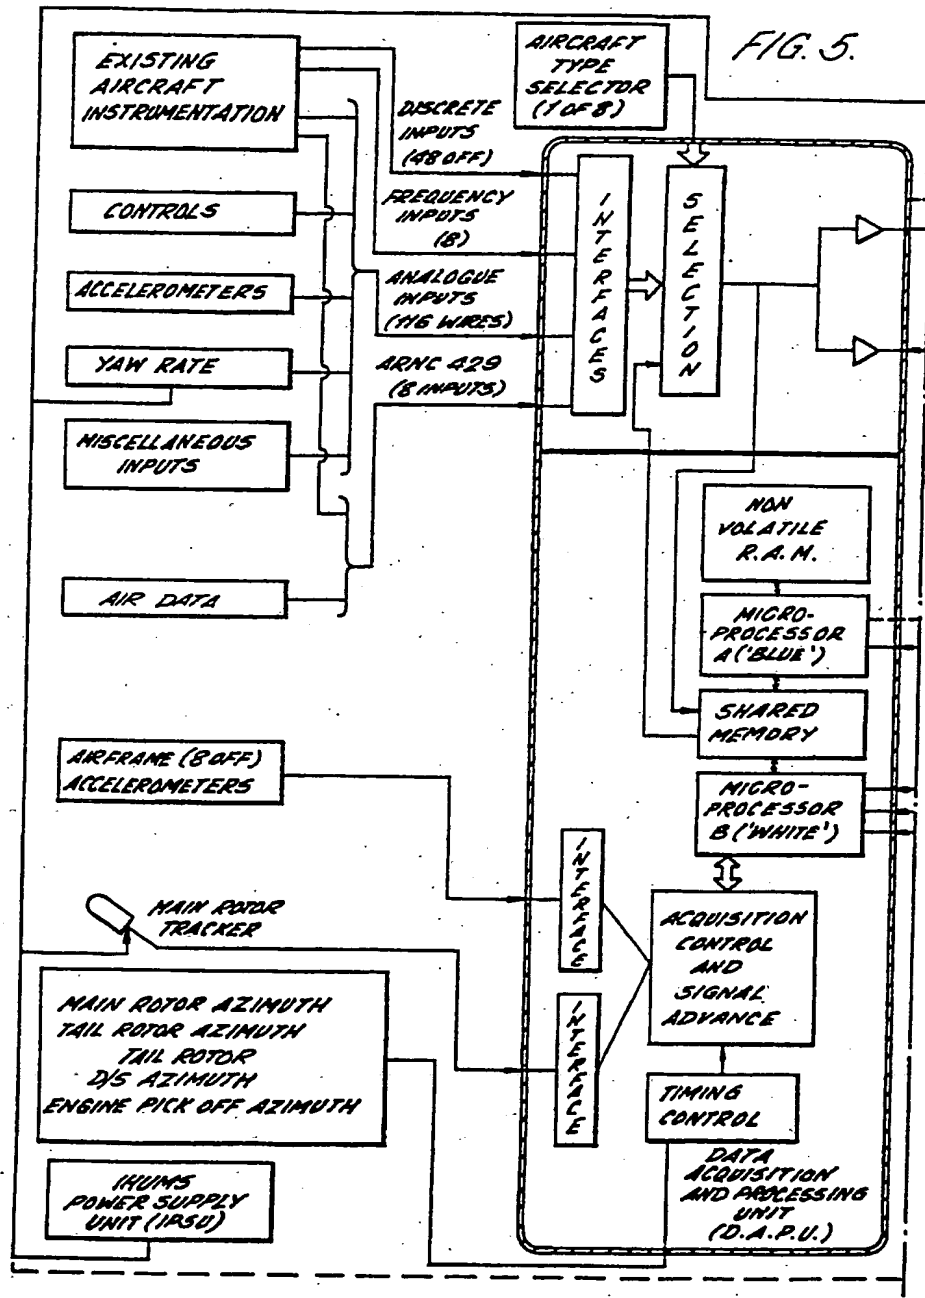 FIG. 5.
AIRCRAFT
TYPE
SELECTOR
(1 OF 8)
EXISTING
AIRCRAFT
INSTRUMENTATION
DISCRETE
INPUTS
(48 OFF)
FREQUENCY
INPUTS
(8)
ANALOGUE
INPUTS
(116 WIRES)
ARNC 429
(8 INPUTS)
CONTROLS
ACCELEROMETERS
YAW RATE
MISCELLANEOUS
INPUTS
AIR DATA
INTERFACES
SELECTION
NON
VOLATILE
R.A.M.
MICRO-
PROCESSOR
A ('BLUE')
SHARED
MEMORY
MICRO-
PROCESSOR
B ('WHITE')
AIRFRAME (8 OFF)
ACCELEROMETERS
MAIN ROTOR
TRACKER
INTERFACE
INTERFACE
ACQUISITION
CONTROL
AND
SIGNAL
ADVANCE
MAIN ROTOR AZIMUTH
TAIL ROTOR AZIMUTH
TAIL ROTOR
D/S AZIMUTH
ENGINE PICK OFF AZIMUTH
TIMING
CONTROL
IHUMS
POWER SUPPLY
UNIT (IPSU)
DATA
ACQUISITION
AND PROCESSING
UNIT
(D.A.P.U.)